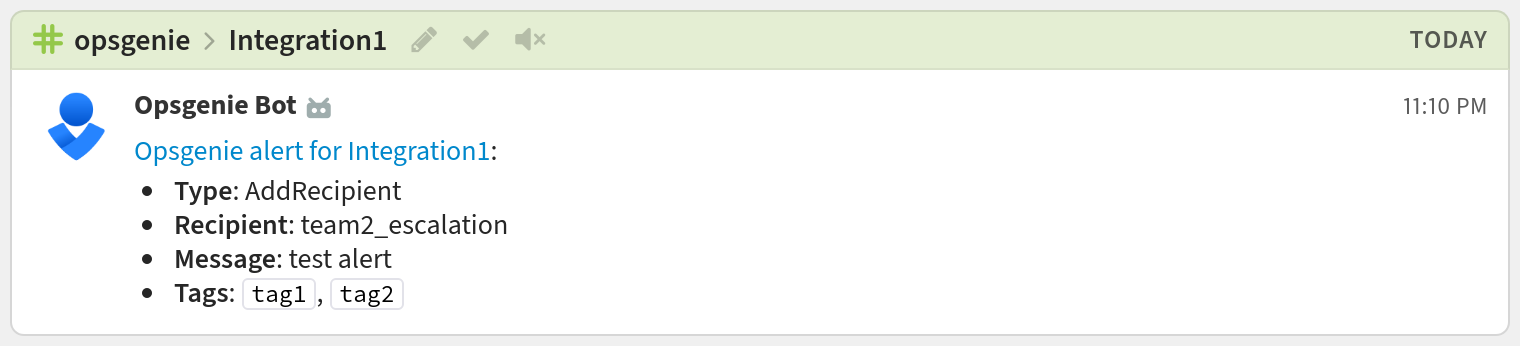 # opsgenie > Integration1 TODAY
Opsgenie Bot 11:10 PM
Opsgenie alert for Integration1:
• Type: AddRecipient
• Recipient: team2_escalation
• Message: test alert
• Tags: tag1, tag2